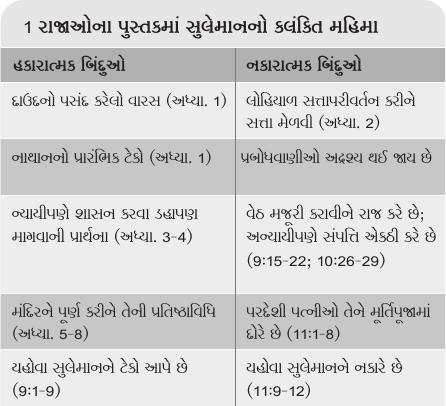 1 રાજાઓના પુસ્તકમાં સુલેમાનનો કલંકિત મહિમા
હકારાત્મક બિંદુઓ
નકારાત્મક બિંદુઓ
દાઉદનો પસંદ કરેલો વારસ (અધ્યા. 1)
લોહિયાળ સત્તાપરીવર્તન કરીને
સત્તા મેળવી (અધ્યા. 2)
નાથાનનો પ્રારંભિક ટેકો (અધ્યા. 1)
પ્રબોધવાણીઓ અદ્રશ્ય થઈ જાય છે
ન્યાયીપણે શાસન કરવા ડહાપણ
માગવાની પ્રાર્થના (અધ્યા. 3-4)
વેઠ મજૂરી કરાવીને રાજ કરે છે;
અન્યાયીપણે સંપત્તિ એકઠી કરે છે
(9:15-22; 10:26-29)
મંદિરને પૂર્ણ કરીને તેની પ્રતિષ્ઠાવિધિ
(અધ્યા. 5-8)
પરદેશી પત્નીઓ તેને મૂર્તિપૂજામાં
દોરે છે (11:1-8)
યહોવા સુલેમાનને ટેકો આપે છે
(9:1-9)
યહોવા સુલેમાનને નકારે છે
(11:9-12)